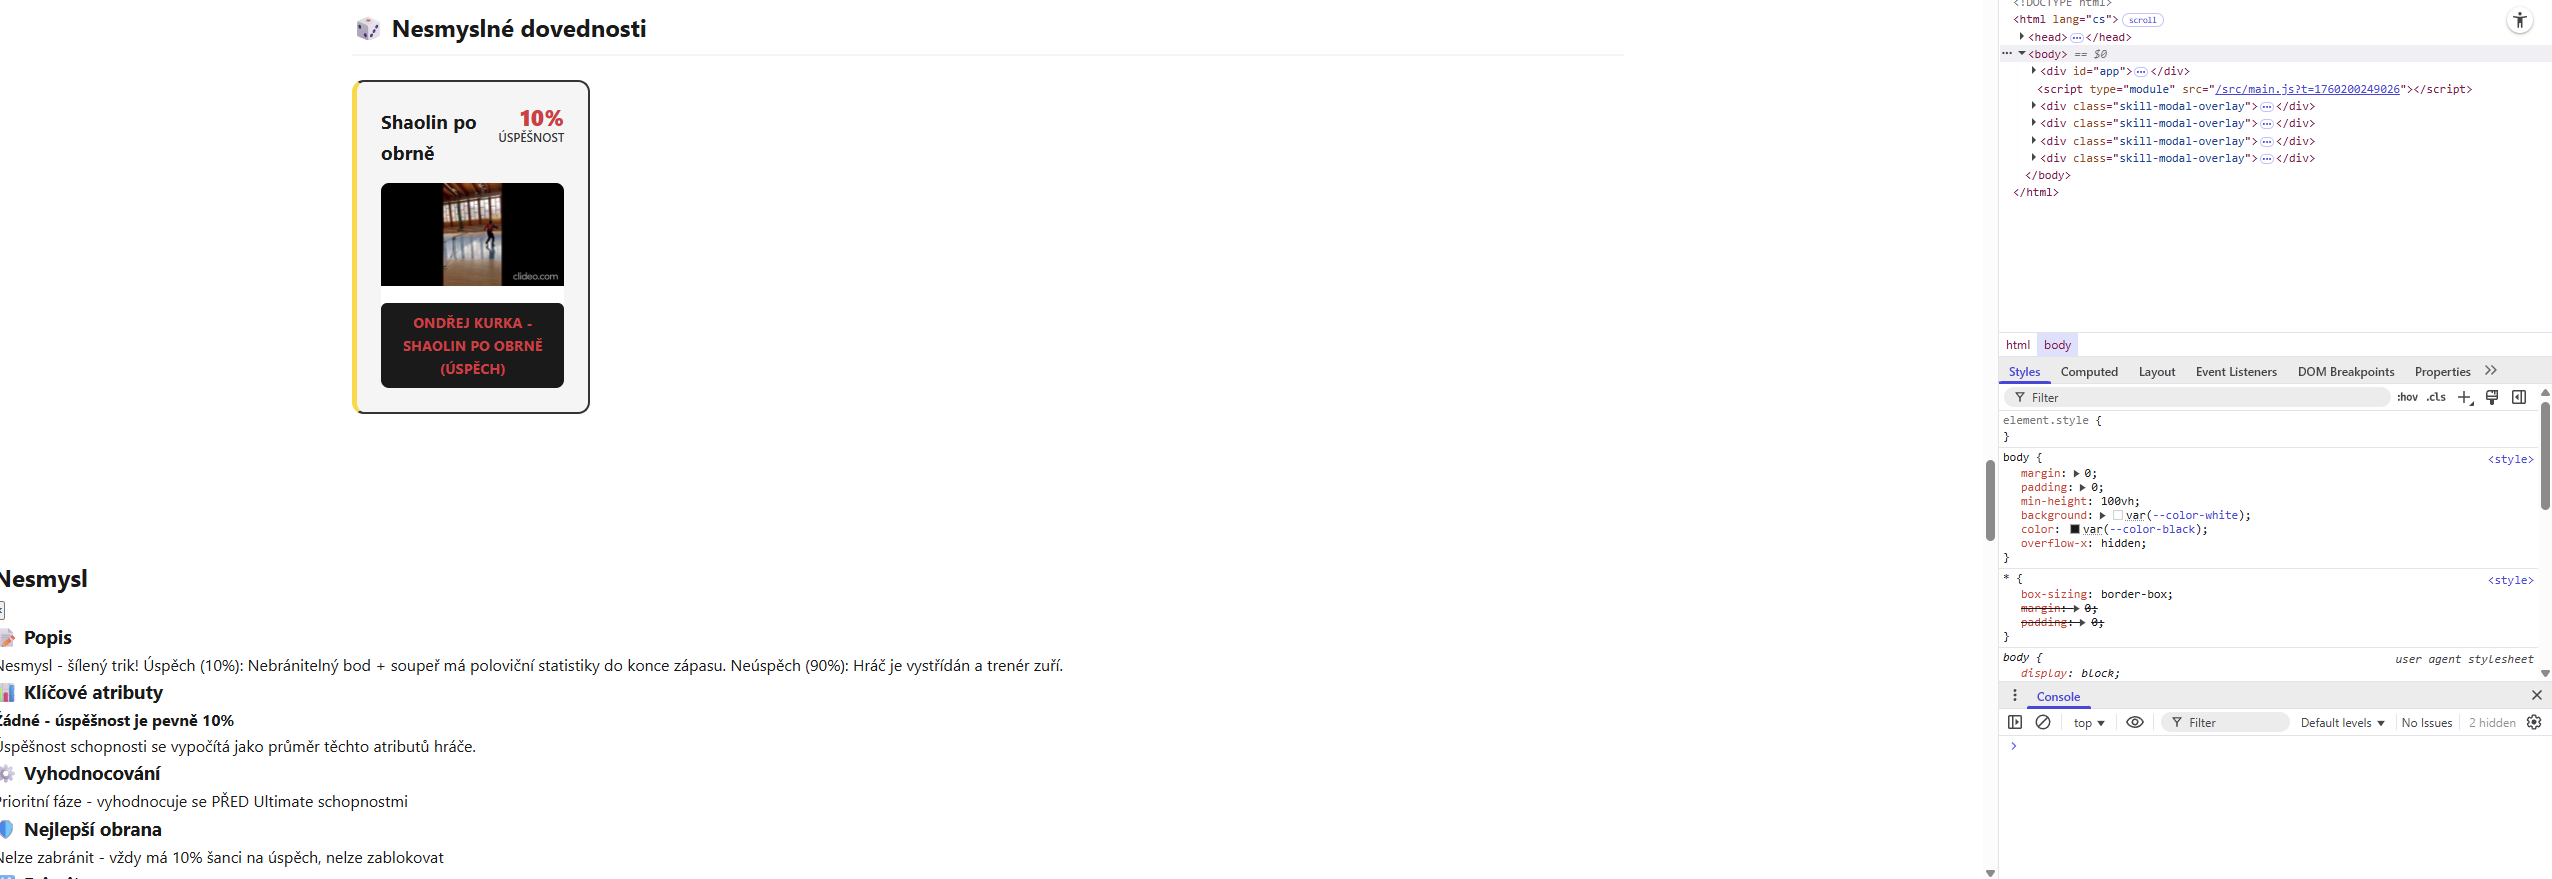 Nesmyslné dovednosti
Shaolin po
obrně
10%
ÚSPĚŠNOST
clideo.com
ONDŘEJ KURKA -
SHAOLIN PO OBRNĚ
(ÚSPĚCH)
Nesmysl
Popis
Nesmysl - šílený trik! Úspěch (10%): Nebránitelný bod + soupeř má poloviční statistiky do konce zápasu. Neúspěch (90%): Hráč je vystřídán a trenér zuří.
Klíčové atributy
Žádné - úspěšnost je pevně 10%
Úspěšnost schopnosti se vypočítá jako průměr těchto atributů hráče.
Vyhodnocování
Prioritní fáze - vyhodnocuje se PŘED Ultimate schopnostmi
Nejlepší obrana
Nelze zabránit - vždy má 10% šanci na úspěch, nelze zablokovat
<!DOCTYPE html>
<html lang="cs"> scroll
<head> ⋯ </head>
⋯ <body> == $0
<div id="app"> ⋯ </div>
<script type="module" src="/src/main.js?t=1760200249026"></script>
<div class="skill-modal-overlay"> ⋯ </div>
<div class="skill-modal-overlay"> ⋯ </div>
<div class="skill-modal-overlay"> ⋯ </div>
<div class="skill-modal-overlay"> ⋯ </div>
</body>
</html>
html body
Styles Computed Layout Event Listeners DOM Breakpoints Properties
Filter :hov .cls
element.style {
}
body { <style>
margin: 0;
padding: 0;
min-height: 100vh;
background: var(--color-white);
color: var(--color-black);
overflow-x: hidden;
}
* { <style>
box-sizing: border-box;
margin: 0;
padding: 0;
}
body { user agent stylesheet
display: block;
Console
top Filter Default levels No Issues 2 hidden